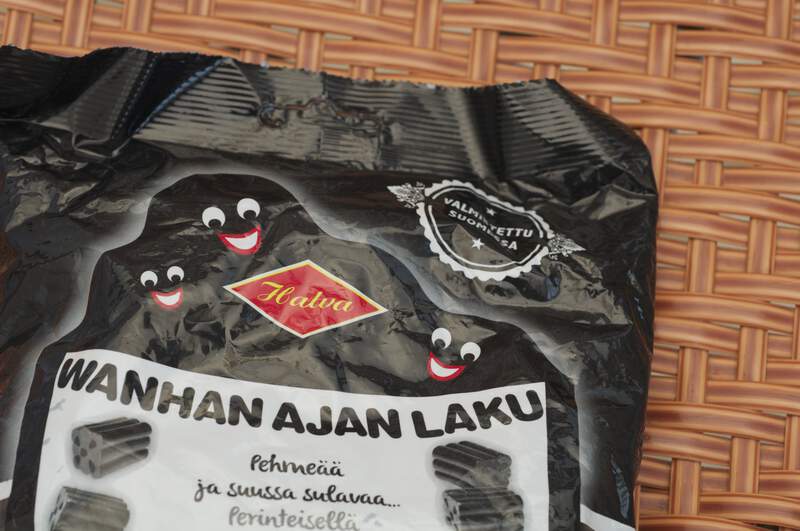 VALMISTETTU
SUOMESSA
Halva
WANHAN AJAN LAKU
Pehmeää
ja suussa sulavaa...
Perinteisellä